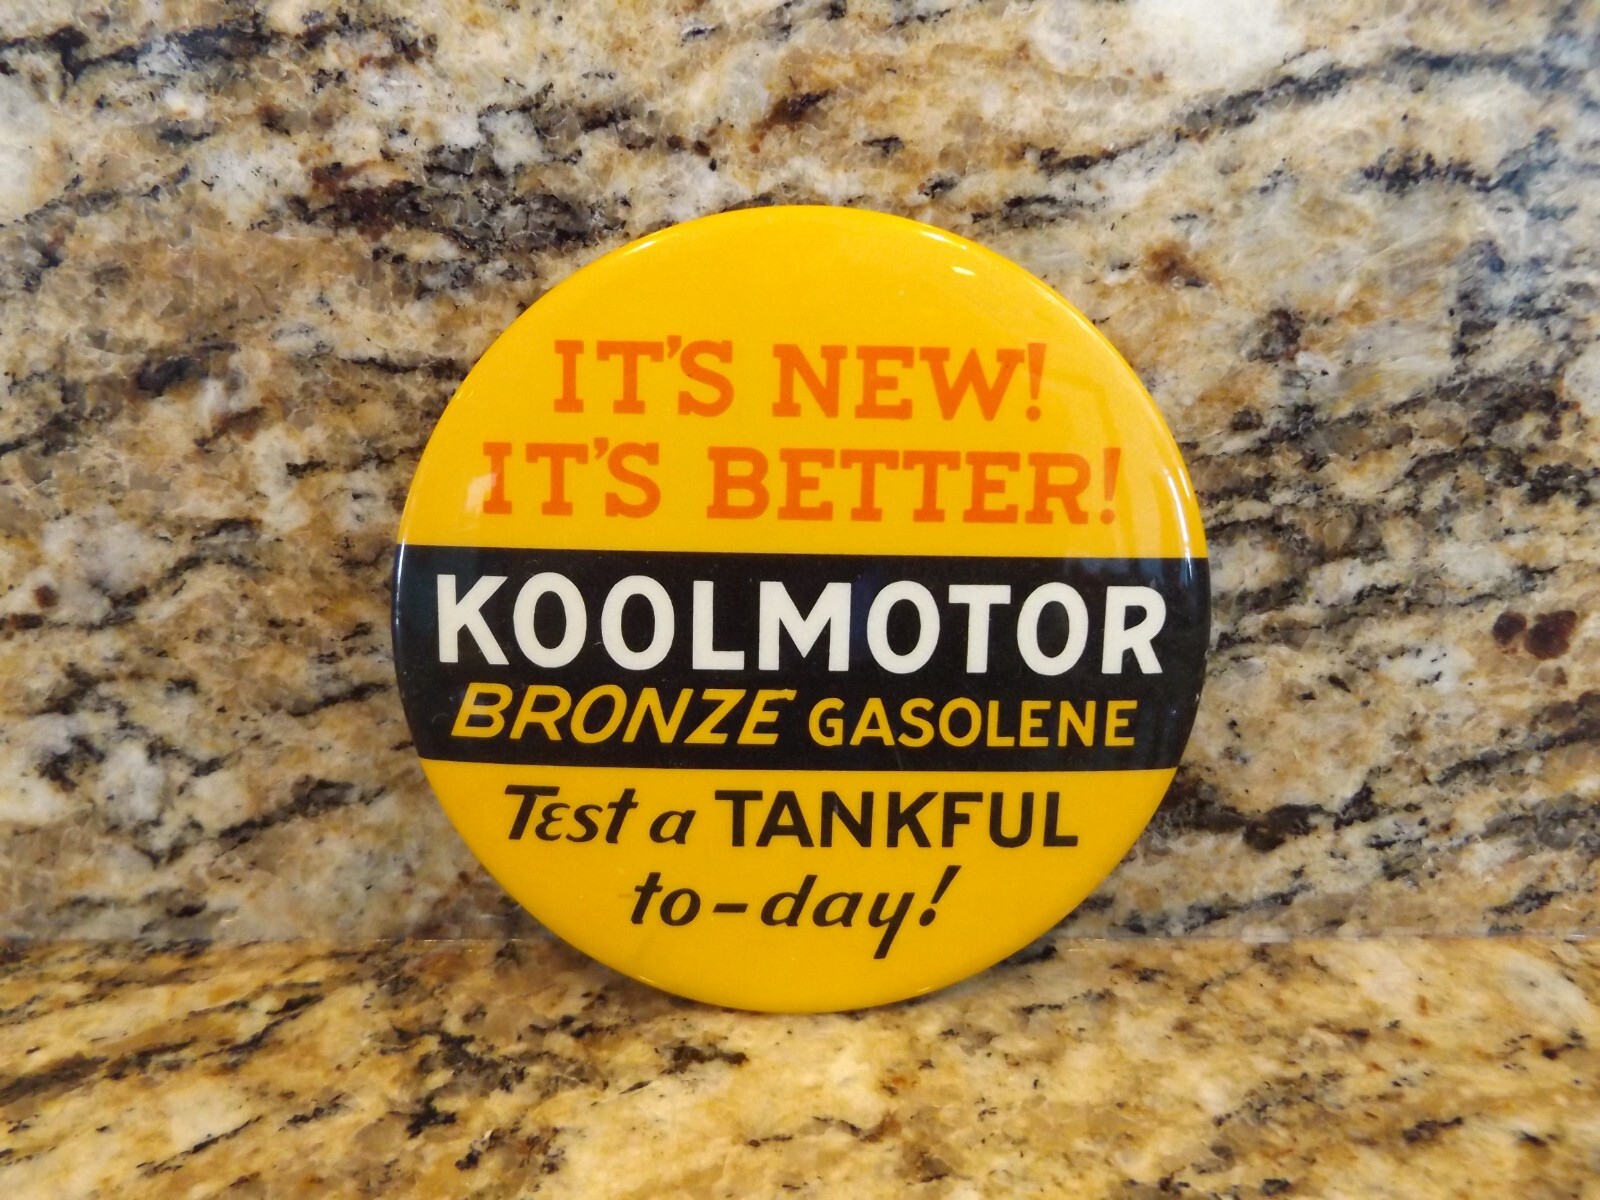 IT'S NEW!
IT'S BETTER!
KOOLMOTOR
BRONZE GASOLENE
Test a TANKFUL
to-day!